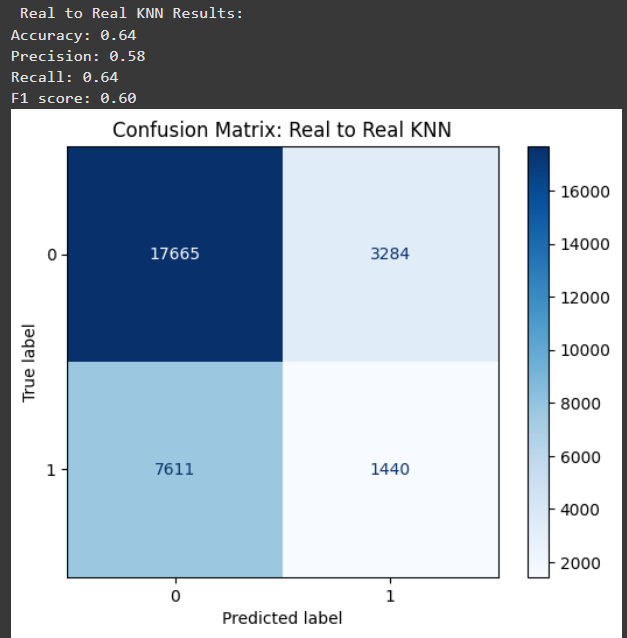 Real to Real KNN Results:
Accuracy: 0.64
Precision: 0.58
Recall: 0.64
F1 score: 0.60
Confusion Matrix: Real to Real KNN
0
17665
3284
1
7611
1440
0
1
Predicted label
True label
16000
14000
12000
10000
8000
6000
4000
2000